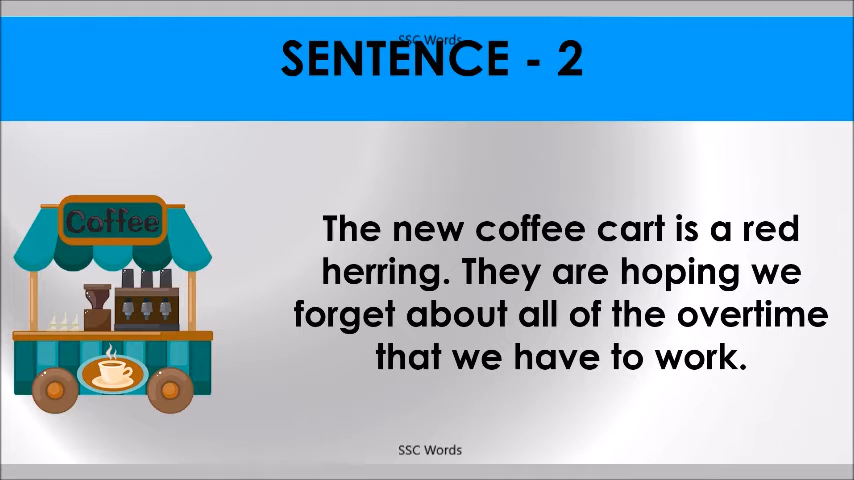 SSC Words
SENTENCE - 2
Coffee
The new coffee cart is a red
herring. They are hoping we
forget about all of the overtime
that we have to work.
SSC Words